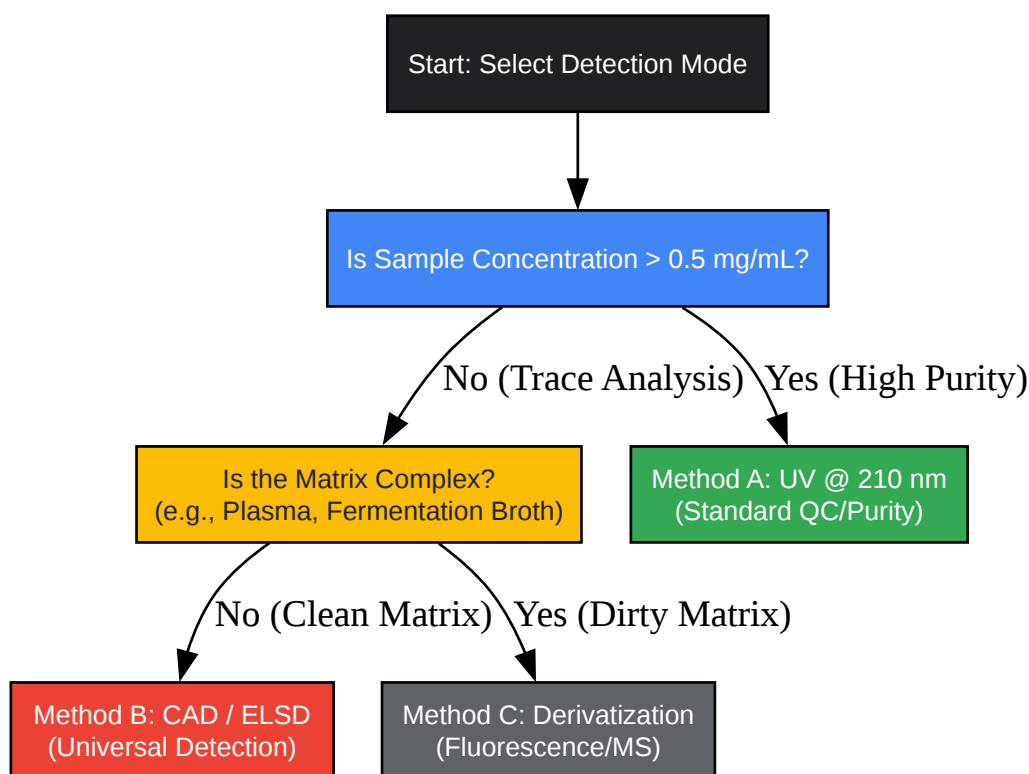 Start: Select Detection Mode
Is Sample Concentration > 0.5 mg/mL?
No (Trace Analysis)
Yes (High Purity)
Is the Matrix Complex?
(e.g., Plasma, Fermentation Broth)
Method A: UV @ 210 nm
(Standard QC/Purity)
No (Clean Matrix)
Yes (Dirty Matrix)
Method B: CAD / ELSD
(Universal Detection)
Method C: Derivatization
(Fluorescence/MS)